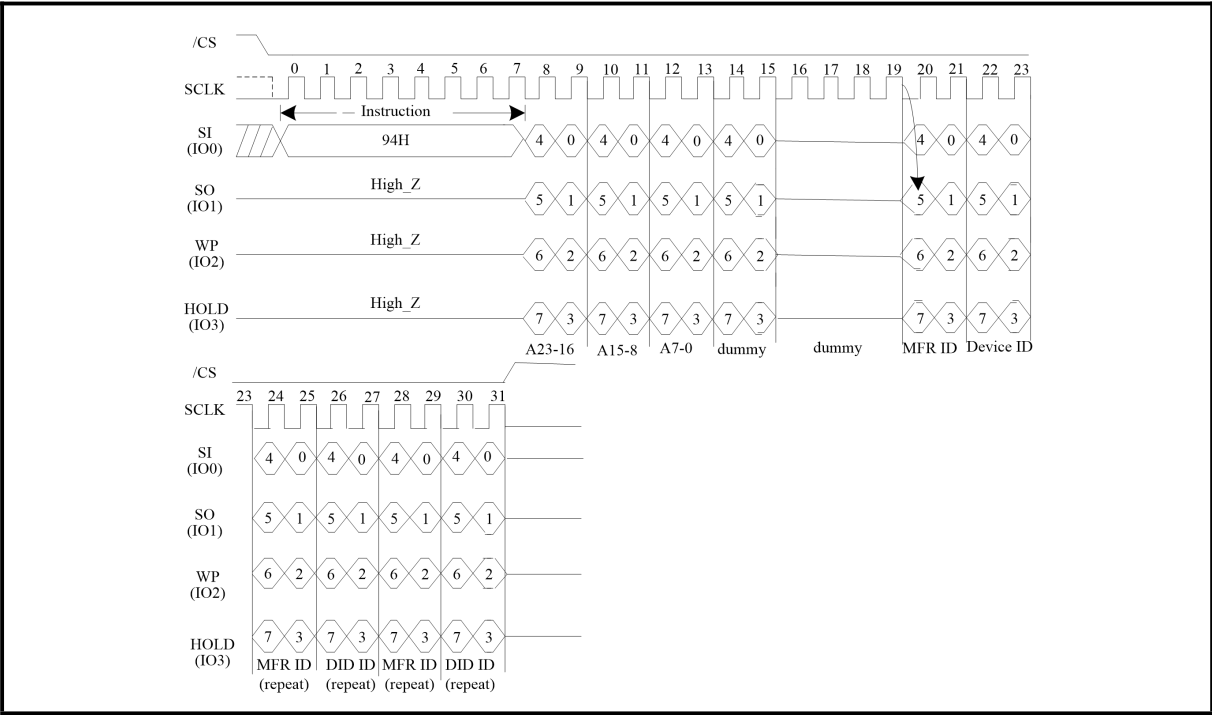 /CS
0 1 2 3 4 5 6 7 8 9 10 11 12 13 14 15 16 17 18 19 20 21 22 23
SCLK
Instruction
SI
(IO0)
94H 4 0 4 0 4 0 4 0 4 0 4 0
SO
(IO1)
High_Z 5 1 5 1 5 1 5 1 5 1 5 1
WP
(IO2)
High_Z 6 2 6 2 6 2 6 2 6 2 6 2
HOLD
(IO3)
High_Z 7 3 7 3 7 3 7 3 7 3 7 3
A23-16 A15-8 A7-0 dummy dummy MFR ID Device ID
/CS
23 24 25 26 27 28 29 30 31
SCLK
SI
(IO0)
4 0 4 0 4 0 4 0
SO
(IO1)
5 1 5 1 5 1 5 1
WP
(IO2)
6 2 6 2 6 2 6 2
HOLD
(IO3)
7 3 7 3 7 3 7 3
MFR ID DID ID MFR ID DID ID
(repeat) (repeat) (repeat) (repeat)